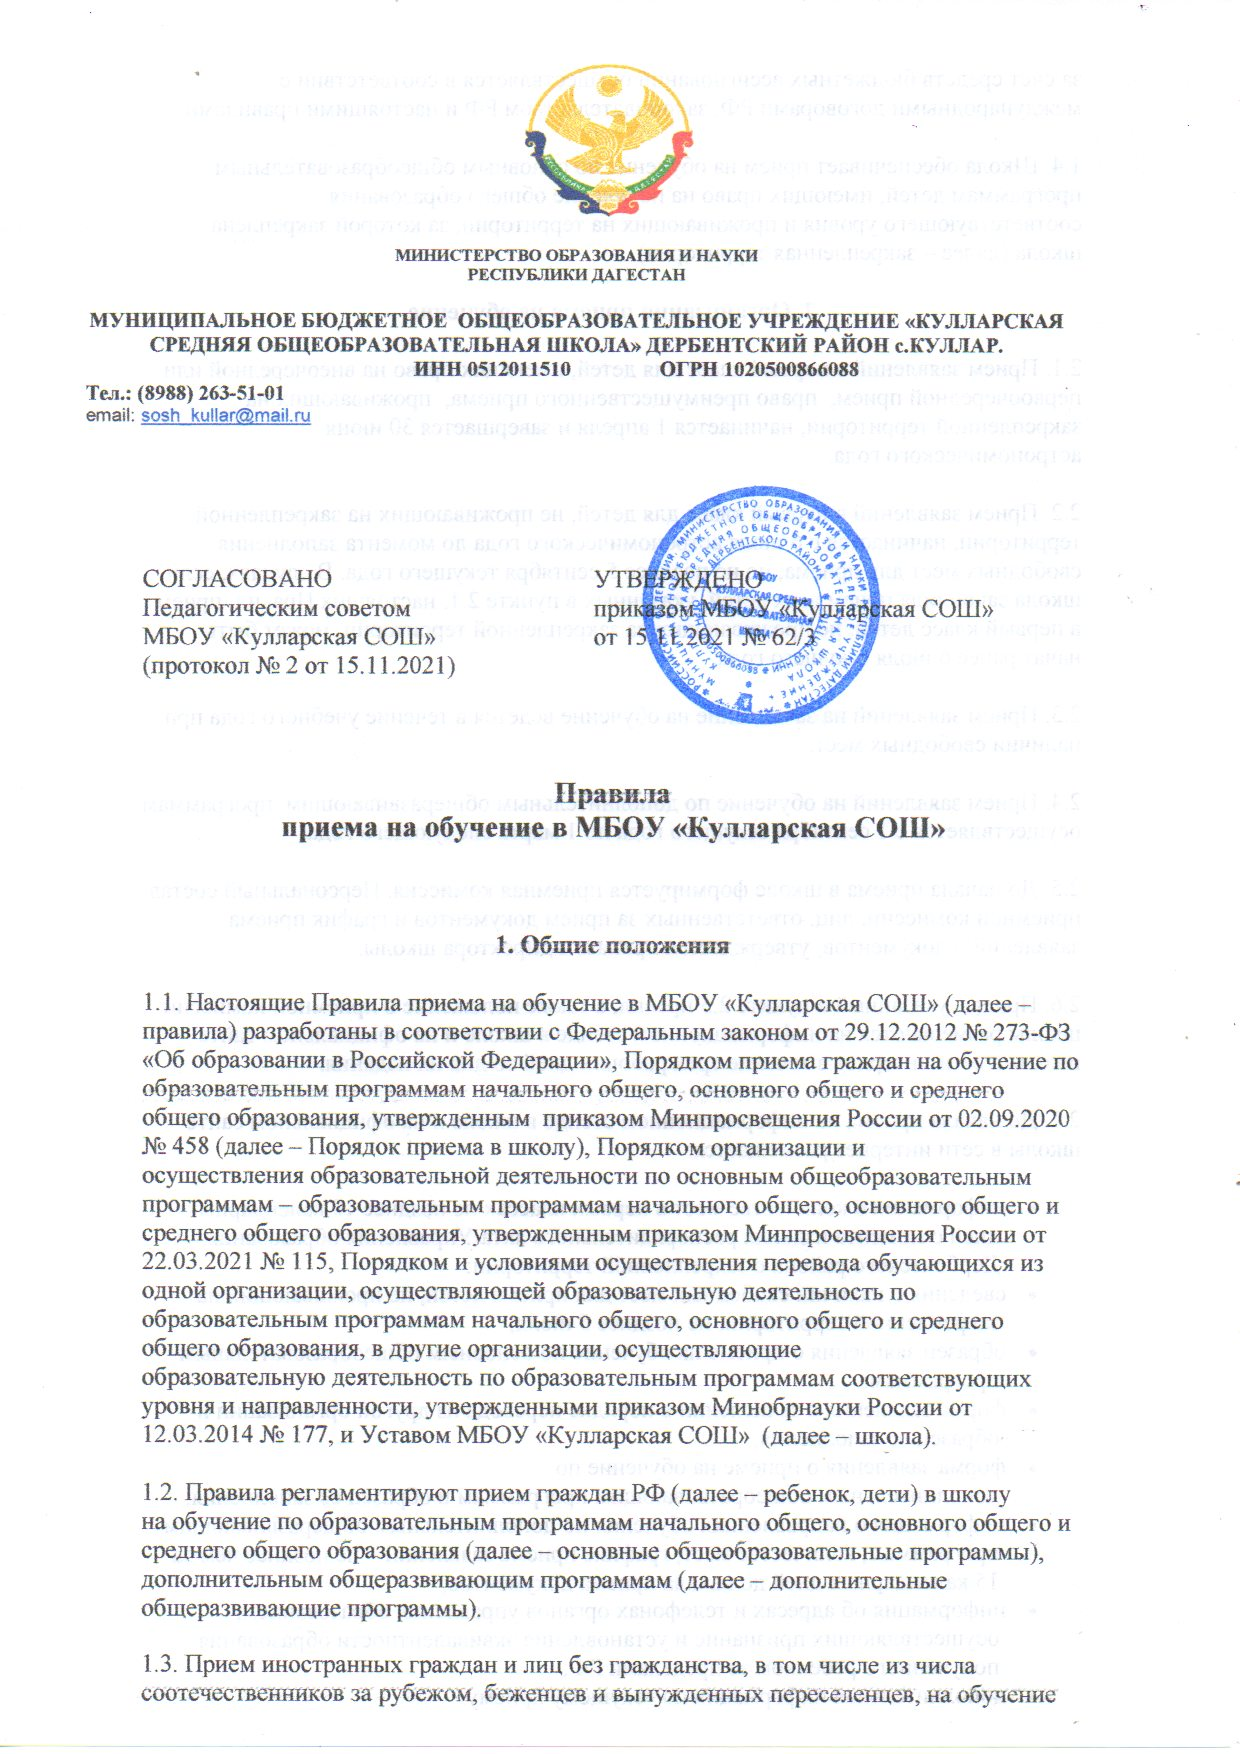 МИНИСТЕРСТВО ОБРАЗОВАНИЯ И НАУКИ
РЕСПУБЛИКИ ДАГЕСТАН
МУНИЦИПАЛЬНОЕ БЮДЖЕТНОЕ ОБЩЕОБРАЗОВАТЕЛЬНОЕ УЧРЕЖДЕНИЕ «КУЛЛАРСКАЯ
СРЕДНЯЯ ОБЩЕОБРАЗОВАТЕЛЬНАЯ ШКОЛА» ДЕРБЕНТСКИЙ РАЙОН с.КУЛЛАР.
ИНН 0512011510 ОГРН 1020500866088
Тел.: (8988) 263-51-01
email: sosh_kullar@mail.ru
СОГЛАСОВАНО
Педагогическим советом
МБОУ «Кулларская СОШ»
(протокол № 2 от 15.11.2021)
УТВЕРЖДЕНО
приказом МБОУ «Кулларская СОШ»
от 15.11.2021 № 62/3
Правила
приема на обучение в МБОУ «Кулларская СОШ»
1. Общие положения
1.1. Настоящие Правила приема на обучение в МБОУ «Кулларская СОШ» (далее –
правила) разработаны в соответствии с Федеральным законом от 29.12.2012 № 273-ФЗ
«Об образовании в Российской Федерации», Порядком приема граждан на обучение по
образовательным программам начального общего, основного общего и среднего
общего образования, утвержденным приказом Минпросвещения России от 02.09.2020
№ 458 (далее – Порядок приема в школу), Порядком организации и
осуществления образовательной деятельности по основным общеобразовательным
программам – образовательным программам начального общего, основного общего и
среднего общего образования, утвержденным приказом Минпросвещения России от
22.03.2021 № 115, Порядком и условиями осуществления перевода обучающихся из
одной организации, осуществляющей образовательную деятельность по
образовательным программам начального общего, основного общего и среднего
общего образования, в другие организации, осуществляющие
образовательную деятельность по образовательным программам соответствующих
уровня и направленности, утвержденными приказом Минобрнауки России от
12.03.2014 № 177, и Уставом МБОУ «Кулларская СОШ» (далее – школа).
1.2. Правила регламентируют прием граждан РФ (далее – ребенок, дети) в школу
на обучение по образовательным программам начального общего, основного общего и
среднего общего образования (далее – основные общеобразовательные программы),
дополнительным общеразвивающим программам (далее – дополнительные
общеразвивающие программы).
1.3. Прием иностранных граждан и лиц без гражданства, в том числе из числа
соотечественников за рубежом, беженцев и вынужденных переселенцев, на обучение